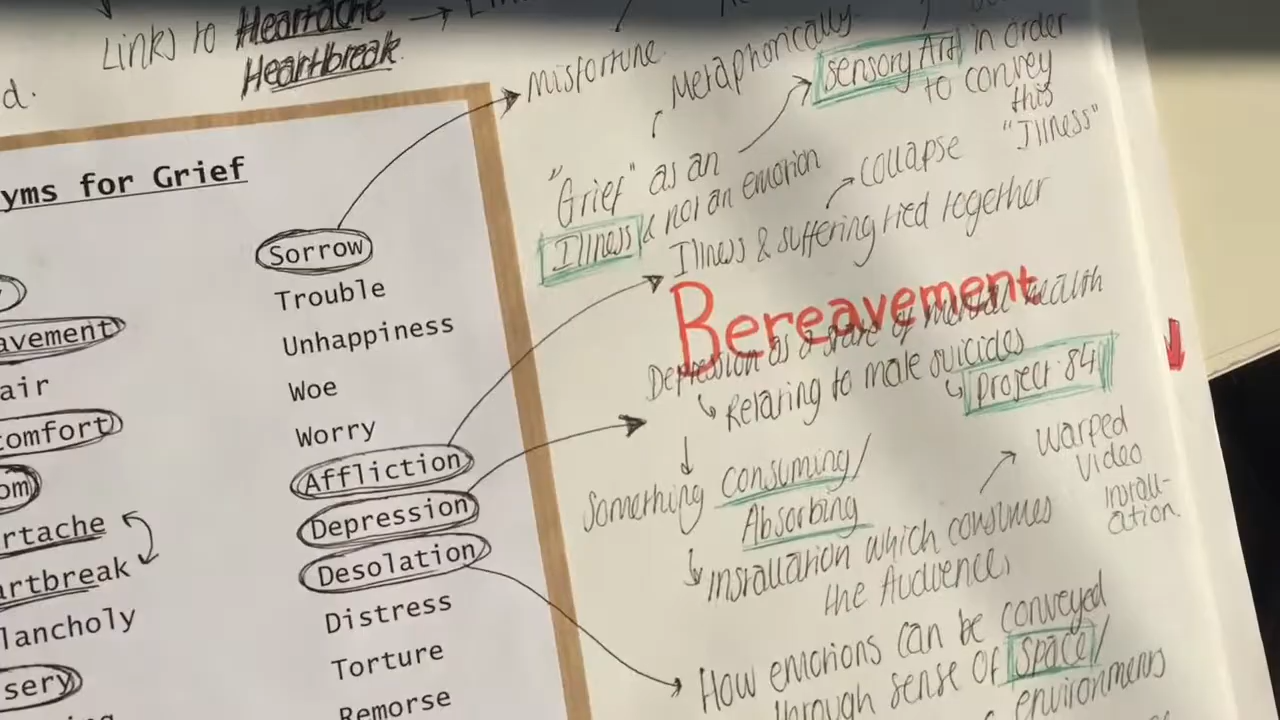 Links to Heartache
Heartbreak
d.
yms for Grief
avement
air
comfort
om
rtache
artbreak
lancholy
sery
Sorrow
Trouble
Unhappiness
Woe
Worry
Affliction
Depression
Desolation
Distress
Torture
Remorse
Misfortune
Metaphorically
sensory Art in order
to convey
this
"Illness"
"Grief" as an
Illness & not an emotion
collapse
Illness & suffering tied together
Bereavement
Depression as a state of mental health
Relating to male suicides
Project 84
Something consuming/
Absorbing
Installation which consumes
the Audience,
Warped
Video
install-
ation.
How emotions can be conveyed
through sense of space/
environments